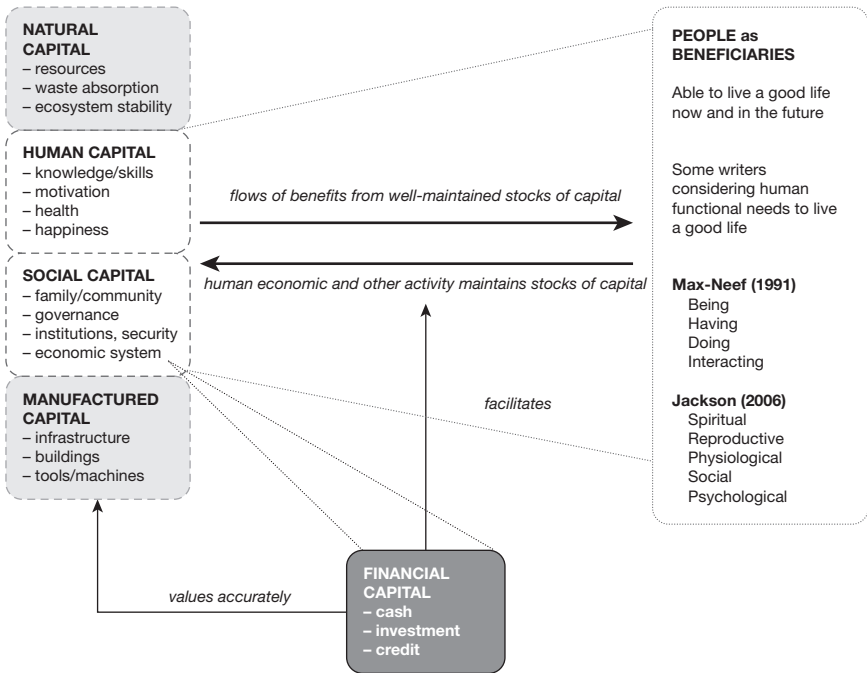 NATURAL
CAPITAL
– resources
– waste absorption
– ecosystem stability
HUMAN CAPITAL
– knowledge/skills
– motivation
– health
– happiness
SOCIAL CAPITAL
– family/community
– governance
– institutions, security
– economic system
MANUFACTURED
CAPITAL
– infrastructure
– buildings
– tools/machines
flows of benefits from well-maintained stocks of capital
human economic and other activity maintains stocks of capital
facilitates
values accurately
FINANCIAL
CAPITAL
– cash
– investment
– credit
PEOPLE as
BENEFICIARIES
Able to live a good life
now and in the future
Some writers
considering human
functional needs to live
a good life
Max-Neef (1991)
Being
Having
Doing
Interacting
Jackson (2006)
Spiritual
Reproductive
Physiological
Social
Psychological